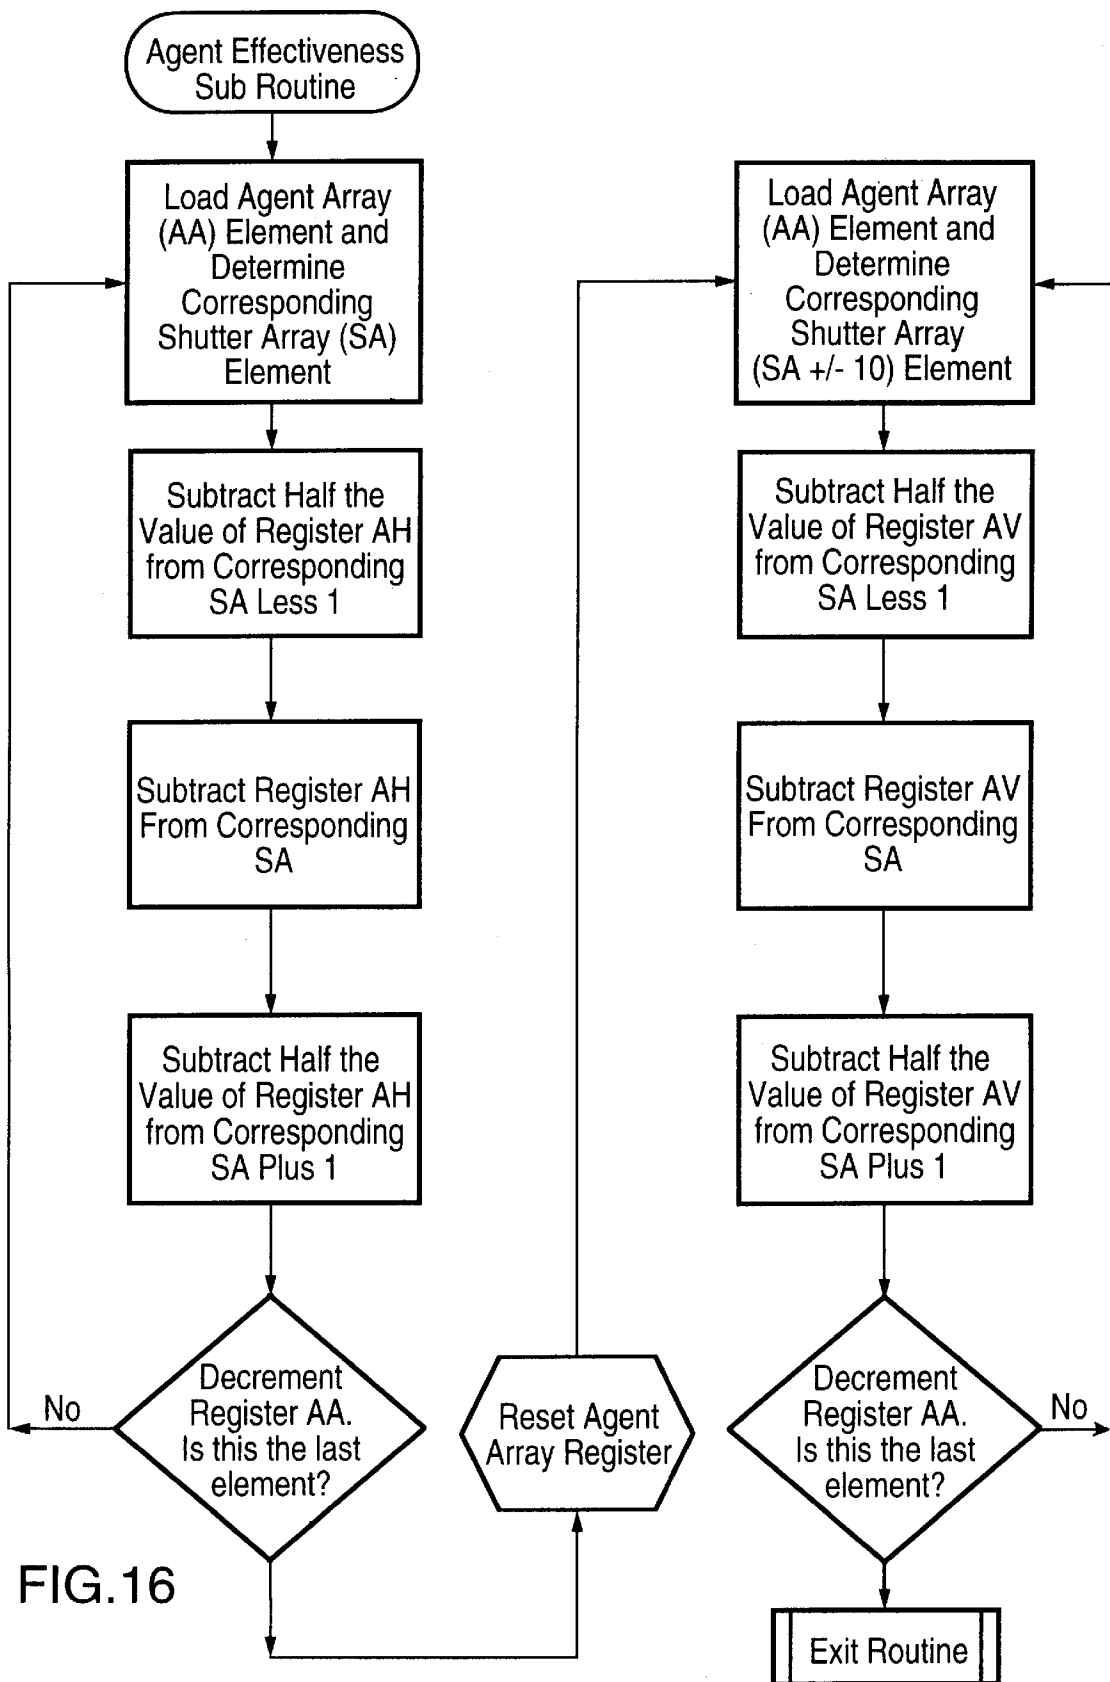 Agent Effectiveness
Sub Routine
Load Agent Array
(AA) Element and
Determine
Corresponding
Shutter Array (SA)
Element
Subtract Half the
Value of Register AH
from Corresponding
SA Less 1
Subtract Register AH
From Corresponding
SA
Subtract Half the
Value of Register AH
from Corresponding
SA Plus 1
Decrement
Register AA.
Is this the last
element?
No
Reset Agent
Array Register
Load Agent Array
(AA) Element and
Determine
Corresponding
Shutter Array
(SA +/- 10) Element
Subtract Half the
Value of Register AV
from Corresponding
SA Less 1
Subtract Register AV
From Corresponding
SA
Subtract Half the
Value of Register AV
from Corresponding
SA Plus 1
Decrement
Register AA.
Is this the last
element?
No
Exit Routine
FIG.16